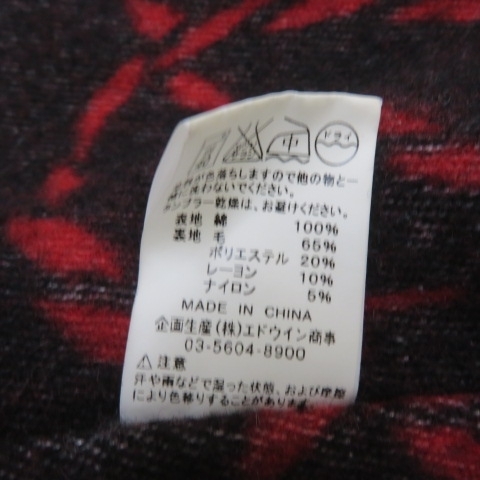 中
ドライ
が色落ちしますので他の物と一
洗わないでください。
タンブラー乾燥は、お避けください。
表地 綿 100%
裏地 毛 65%
ポリエステル 20%
レーヨン 10%
ナイロン 5%
MADE IN CHINA
企画生産(株)エドウイン商事
03-5604-8900
⚠ 注意
汗や雨などで湿った状態、および摩擦
により色移りすることがあります。